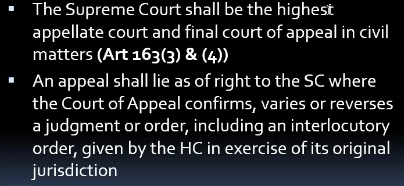 ▪ The Supreme Court shall be the highest
appellate court and final court of appeal in civil
matters (Art 163(3) & (4))
▪ An appeal shall lie as of right to the SC where
the Court of Appeal confirms, varies or reverses
a judgment or order, including an interlocutory
order, given by the HC in exercise of its original
jurisdiction